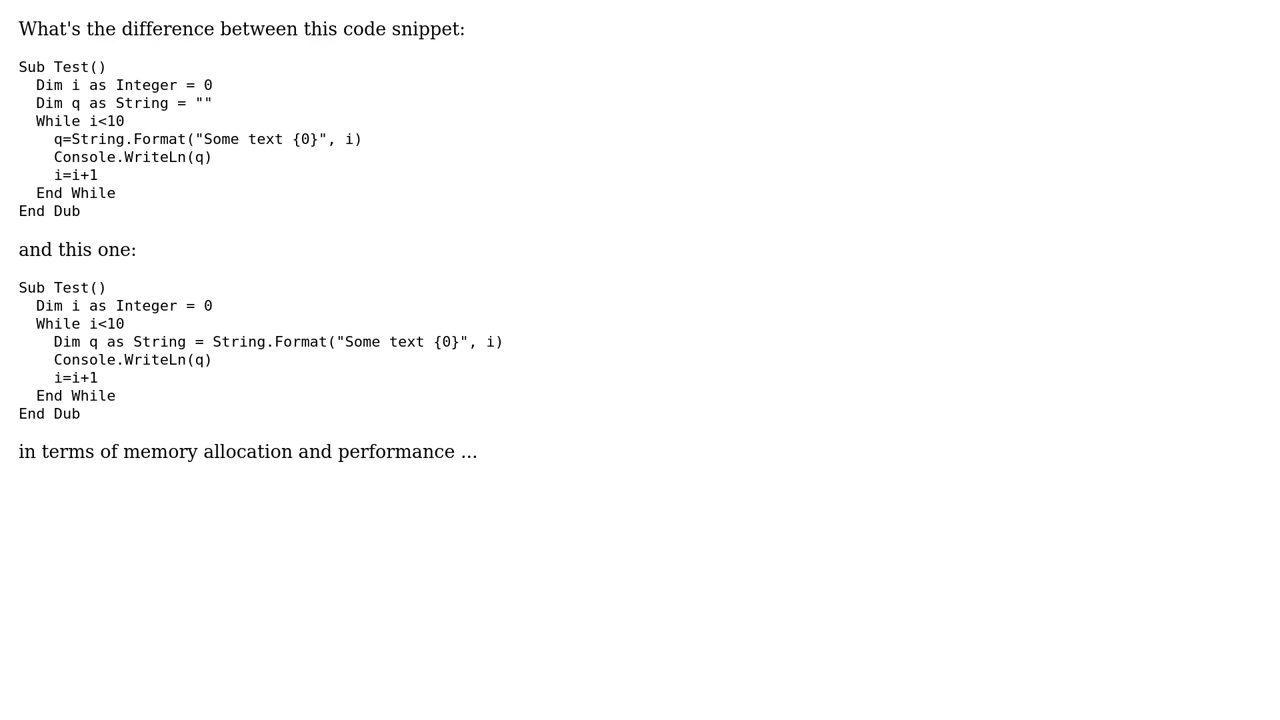 What's the difference between this code snippet:
Sub Test()
  Dim i as Integer = 0
  Dim q as String = ""
  While i<10
    q=String.Format("Some text {0}", i)
    Console.WriteLn(q)
    i=i+1
  End While
End Dub
and this one:
Sub Test()
  Dim i as Integer = 0
  While i<10
    Dim q as String = String.Format("Some text {0}", i)
    Console.WriteLn(q)
    i=i+1
  End While
End Dub
in terms of memory allocation and performance ...